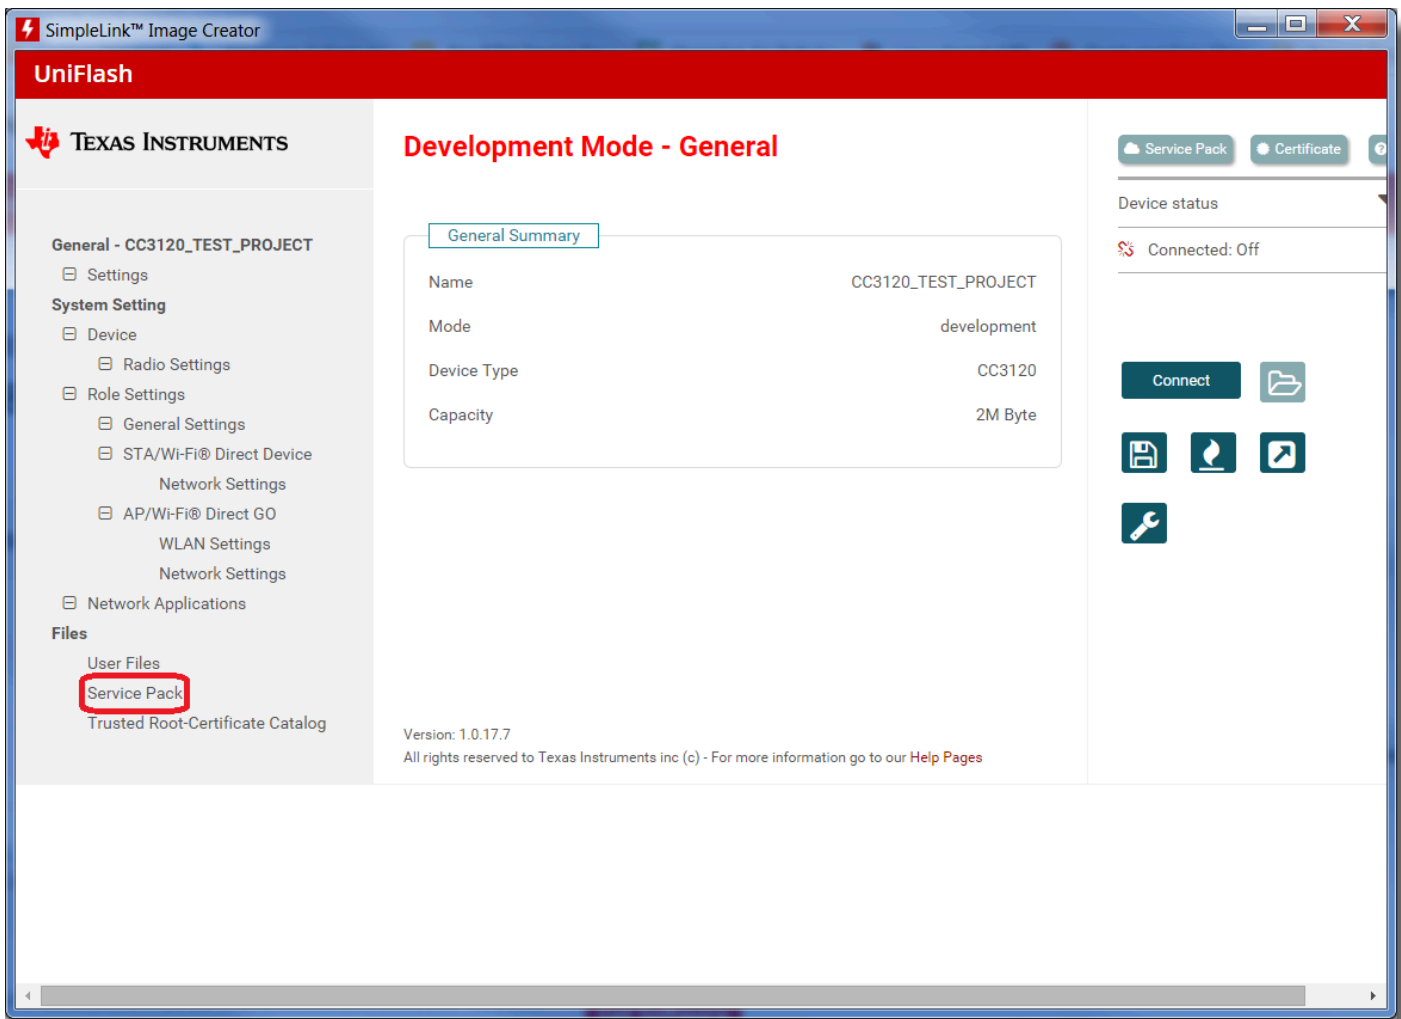 SimpleLink™ Image Creator
X
UniFlash
TEXAS INSTRUMENTS
General - CC3120_TEST_PROJECT
Settings
System Setting
Device
Radio Settings
Role Settings
General Settings
STA/Wi-Fi® Direct Device
Network Settings
AP/Wi-Fi® Direct GO
WLAN Settings
Network Settings
Network Applications
Files
User Files
Service Pack
Trusted Root-Certificate Catalog
Development Mode - General
General Summary
Name CC3120_TEST_PROJECT
Mode development
Device Type CC3120
Capacity 2M Byte
Version: 1.0.17.7
All rights reserved to Texas Instruments inc (c) - For more information go to our Help Pages
Service Pack Certificate ?
Device status
Connected: Off
Connect